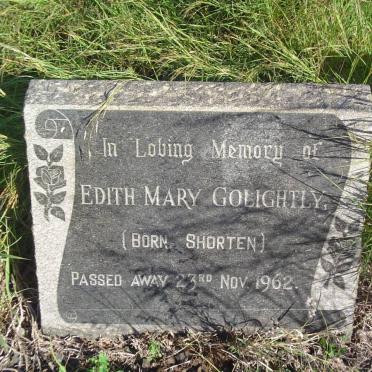 In Loving Memory of
EDITH MARY GOLIGHTLY.
(BORN SHORTEN)
PASSED AWAY 23RD NOV. 1962.